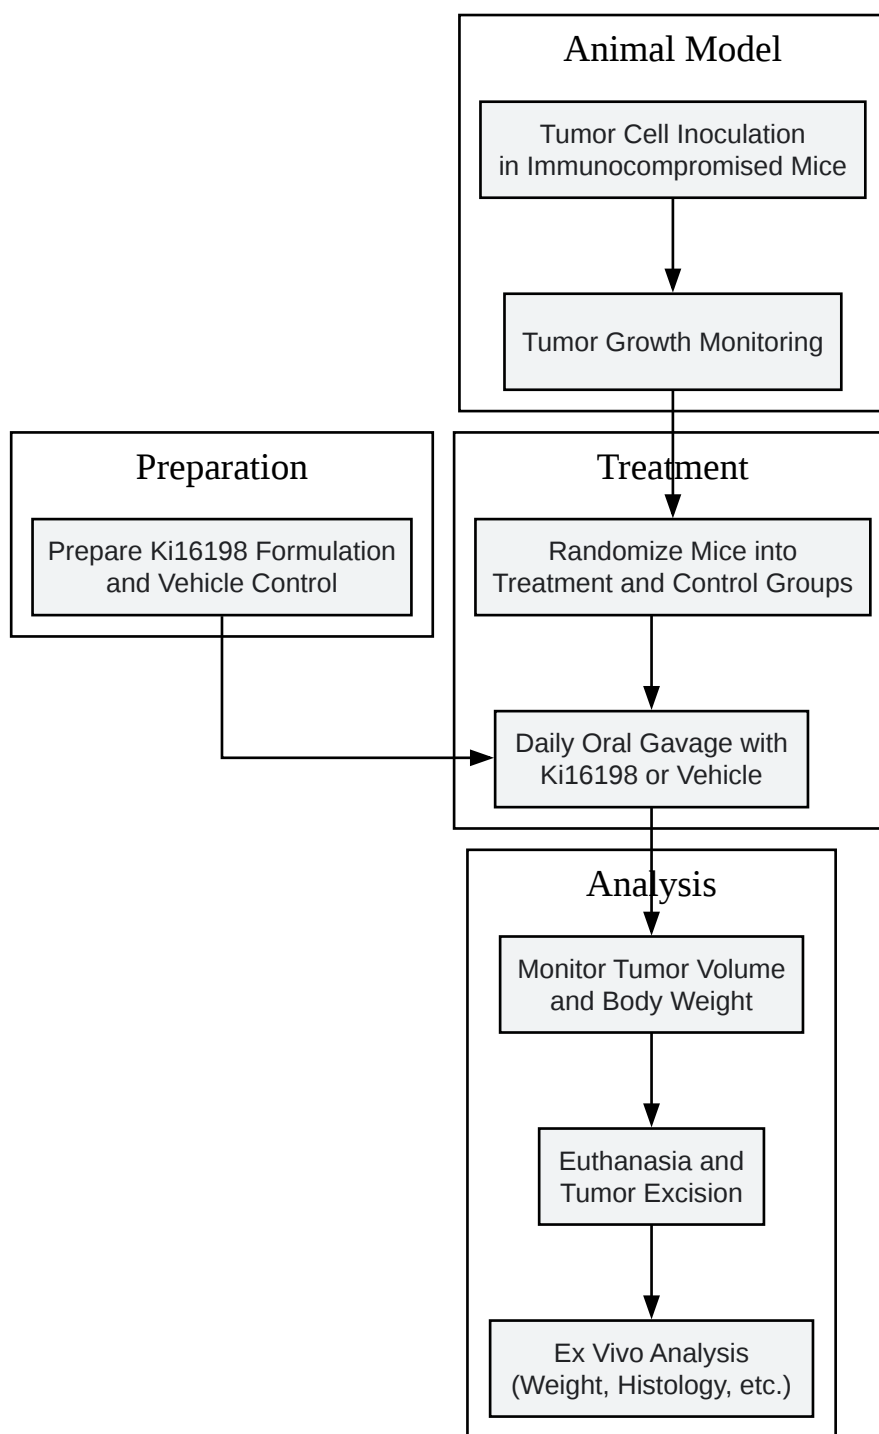 Animal Model
Tumor Cell Inoculation
in Immunocompromised Mice
Tumor Growth Monitoring
Preparation
Prepare Ki16198 Formulation
and Vehicle Control
Treatment
Randomize Mice into
Treatment and Control Groups
Daily Oral Gavage with
Ki16198 or Vehicle
Analysis
Monitor Tumor Volume
and Body Weight
Euthanasia and
Tumor Excision
Ex Vivo Analysis
(Weight, Histology, etc.)